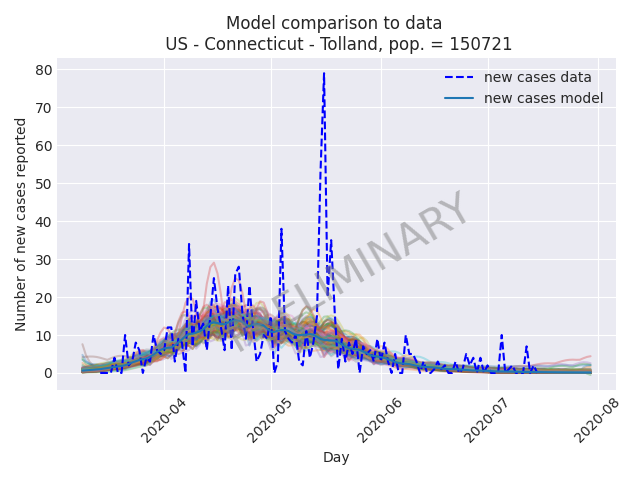 Model comparison to data
US - Connecticut - Tolland, pop. = 150721
Number of new cases reported
80
70
60
50
40
30
20
10
0
new cases data
new cases model
PRELIMINARY
2020-04
2020-05
2020-06
2020-07
2020-08
Day